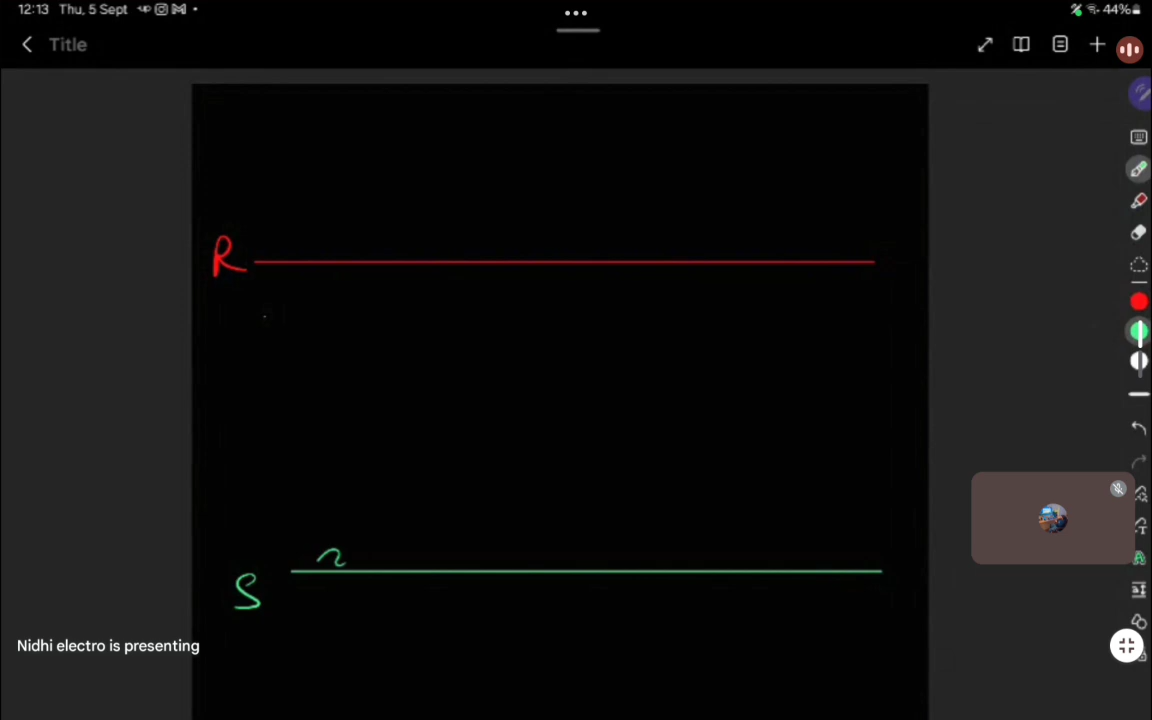 12:13 Thu, 5 Sept 44%
Title
R
S
Nidhi electro is presenting